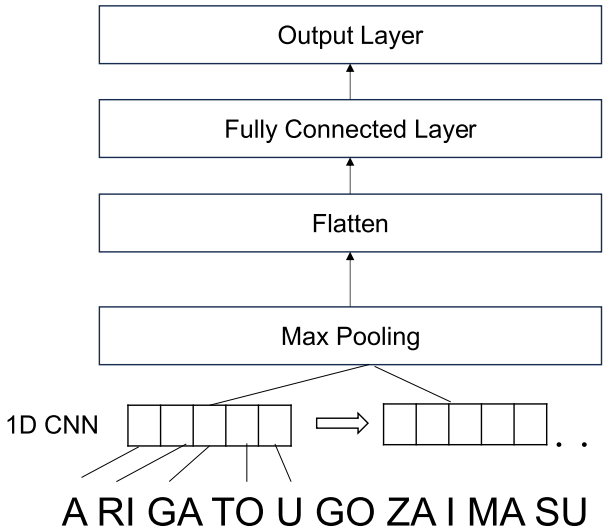 Output Layer
Fully Connected Layer
Flatten
Max Pooling
1D CNN
. .
A RI GA TO U GO ZA I MA SU